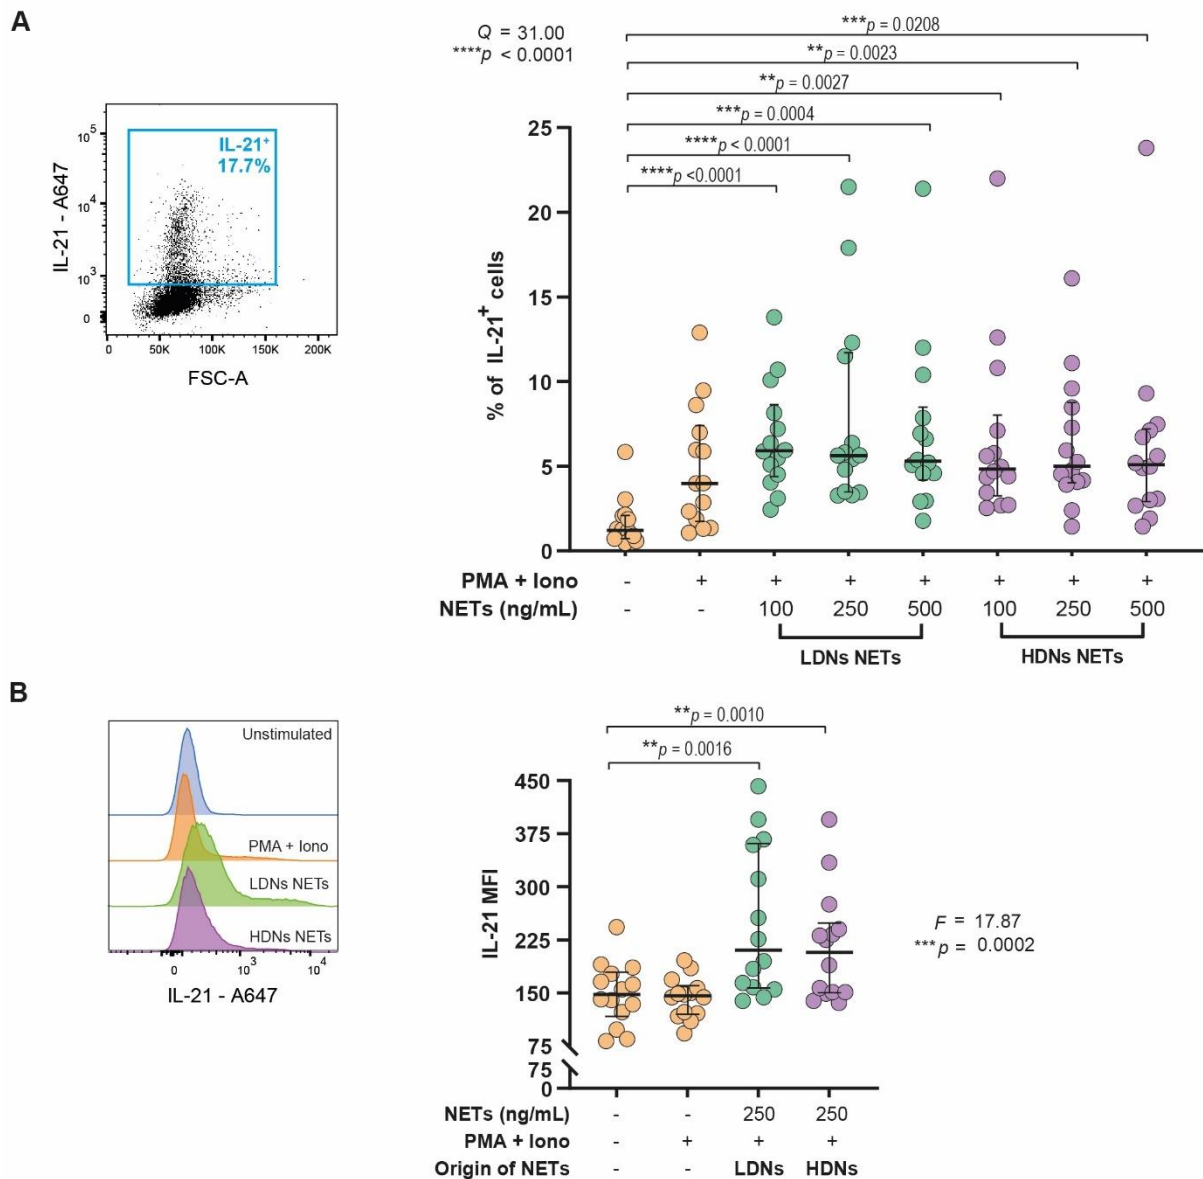 A
Q = 31.00
****p < 0.0001
***p = 0.0208
**p = 0.0023
**p = 0.0027
***p = 0.0004
****p < 0.0001
****p <0.0001
IL-21 - A647
10^5
10^4
10^3
0
IL-21+
17.7%
0 50K 100K 150K 200K
FSC-A
% of IL-21+ cells
25
20
15
10
5
0
PMA + Iono - + + + + + + +
NETs (ng/mL) - - 100 250 500 100 250 500
LDNs NETs HDNs NETs
B
Unstimulated
PMA + Iono
LDNs NETs
HDNs NETs
0 10^3 10^4
IL-21 - A647
**p = 0.0010
**p = 0.0016
IL-21 MFI
450
375
300
225
150
75
75
0
F = 17.87
***p = 0.0002
NETs (ng/mL) - - 250 250
PMA + Iono - + + +
Origin of NETs - - LDNs HDNs